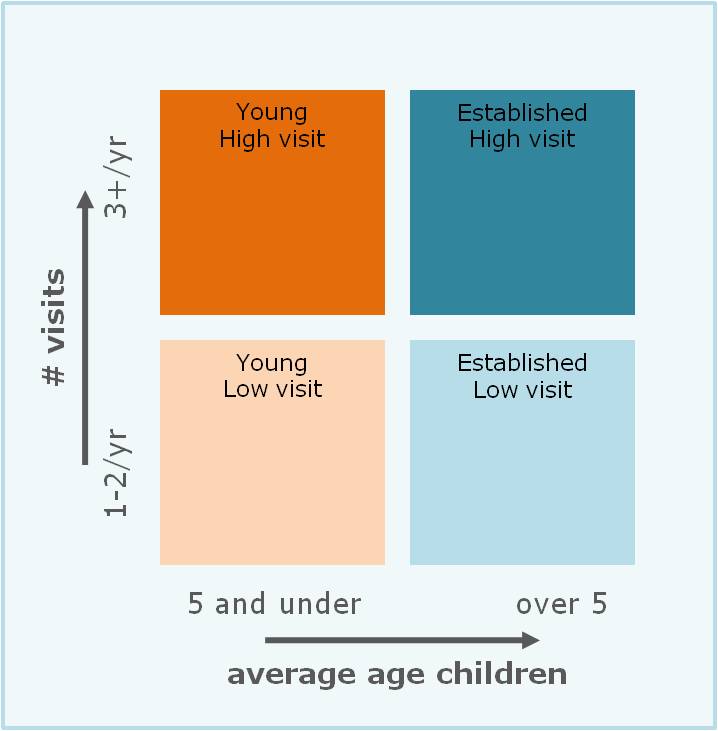 Young
High visit
Established
High visit
3+/yr
# visits
Young
Low visit
Established
Low visit
1-2/yr
5 and under
over 5
average age children